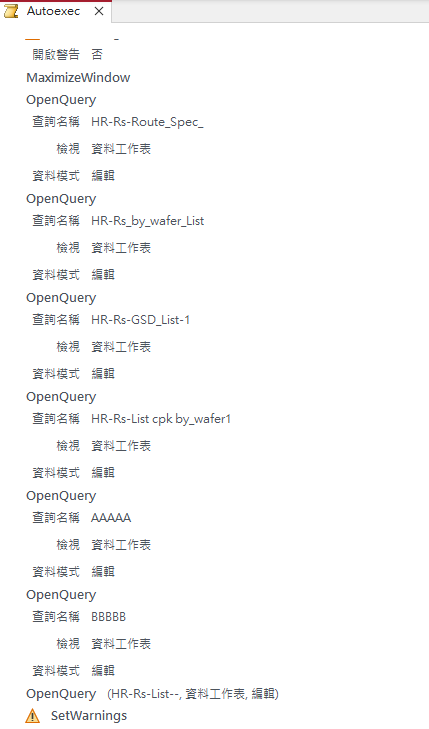 Autoexec
開啟警告 否
MaximizeWindow
OpenQuery
查詢名稱 HR-Rs-Route_Spec_
檢視 資料工作表
資料模式 編輯
OpenQuery
查詢名稱 HR-Rs_by_wafer_List
檢視 資料工作表
資料模式 編輯
OpenQuery
查詢名稱 HR-Rs-GSD_List-1
檢視 資料工作表
資料模式 編輯
OpenQuery
查詢名稱 HR-Rs-List cpk by_wafer1
檢視 資料工作表
資料模式 編輯
OpenQuery
查詢名稱 AAAAA
檢視 資料工作表
資料模式 編輯
OpenQuery
查詢名稱 BBBBB
檢視 資料工作表
資料模式 編輯
OpenQuery (HR-Rs-List--, 資料工作表, 編輯)
SetWarnings